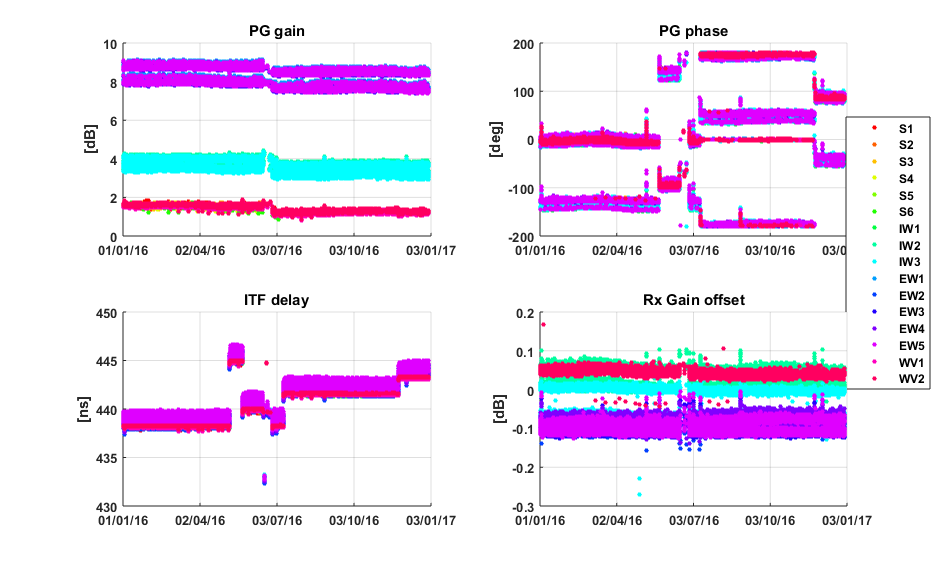 PG gain
10
8
6
4
2
0
[dB]
01/01/16 02/04/16 03/07/16 03/10/16 03/01/17
PG phase
200
100
0
-100
-200
[deg]
01/01/16 02/04/16 03/07/16 03/10/16 03/0
S1
S2
S3
S4
S5
S6
IW1
IW2
IW3
EW1
EW2
EW3
EW4
EW5
WV1
WV2
ITF delay
450
445
440
435
430
[ns]
01/01/16 02/04/16 03/07/16 03/10/16 03/01/17
Rx Gain offset
0.2
0.1
0
-0.1
-0.2
-0.3
[dB]
01/01/16 02/04/16 03/07/16 03/10/16 03/01/17